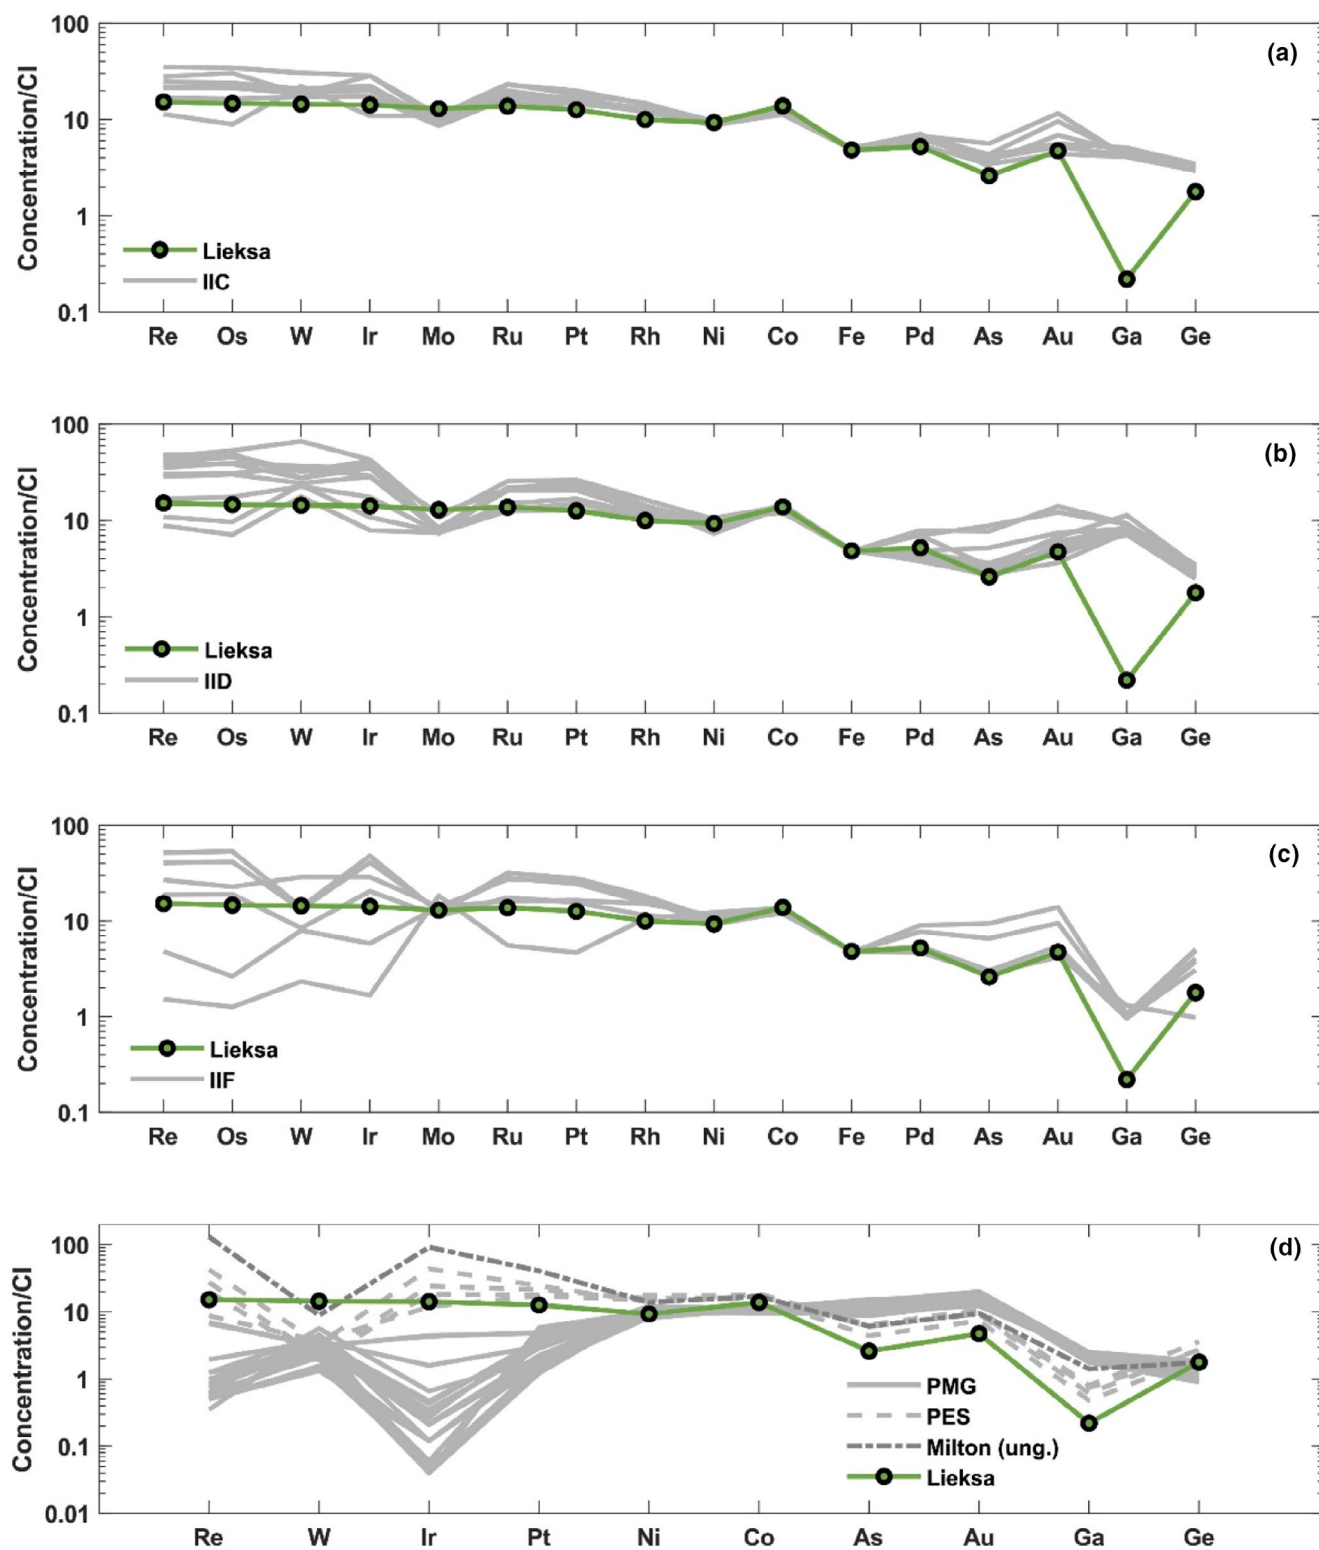 100
(a)
10
Concentration/CI
1
Lieksa
IIC
0.1
Re Os W Ir Mo Ru Pt Rh Ni Co Fe Pd As Au Ga Ge
100
(b)
10
Concentration/CI
1
Lieksa
IID
0.1
Re Os W Ir Mo Ru Pt Rh Ni Co Fe Pd As Au Ga Ge
100
(c)
10
Concentration/CI
1
Lieksa
IIF
0.1
Re Os W Ir Mo Ru Pt Rh Ni Co Fe Pd As Au Ga Ge
100
(d)
10
Concentration/CI
1
PMG
PES
0.1
Milton (ung.)
Lieksa
0.01
Re W Ir Pt Ni Co As Au Ga Ge